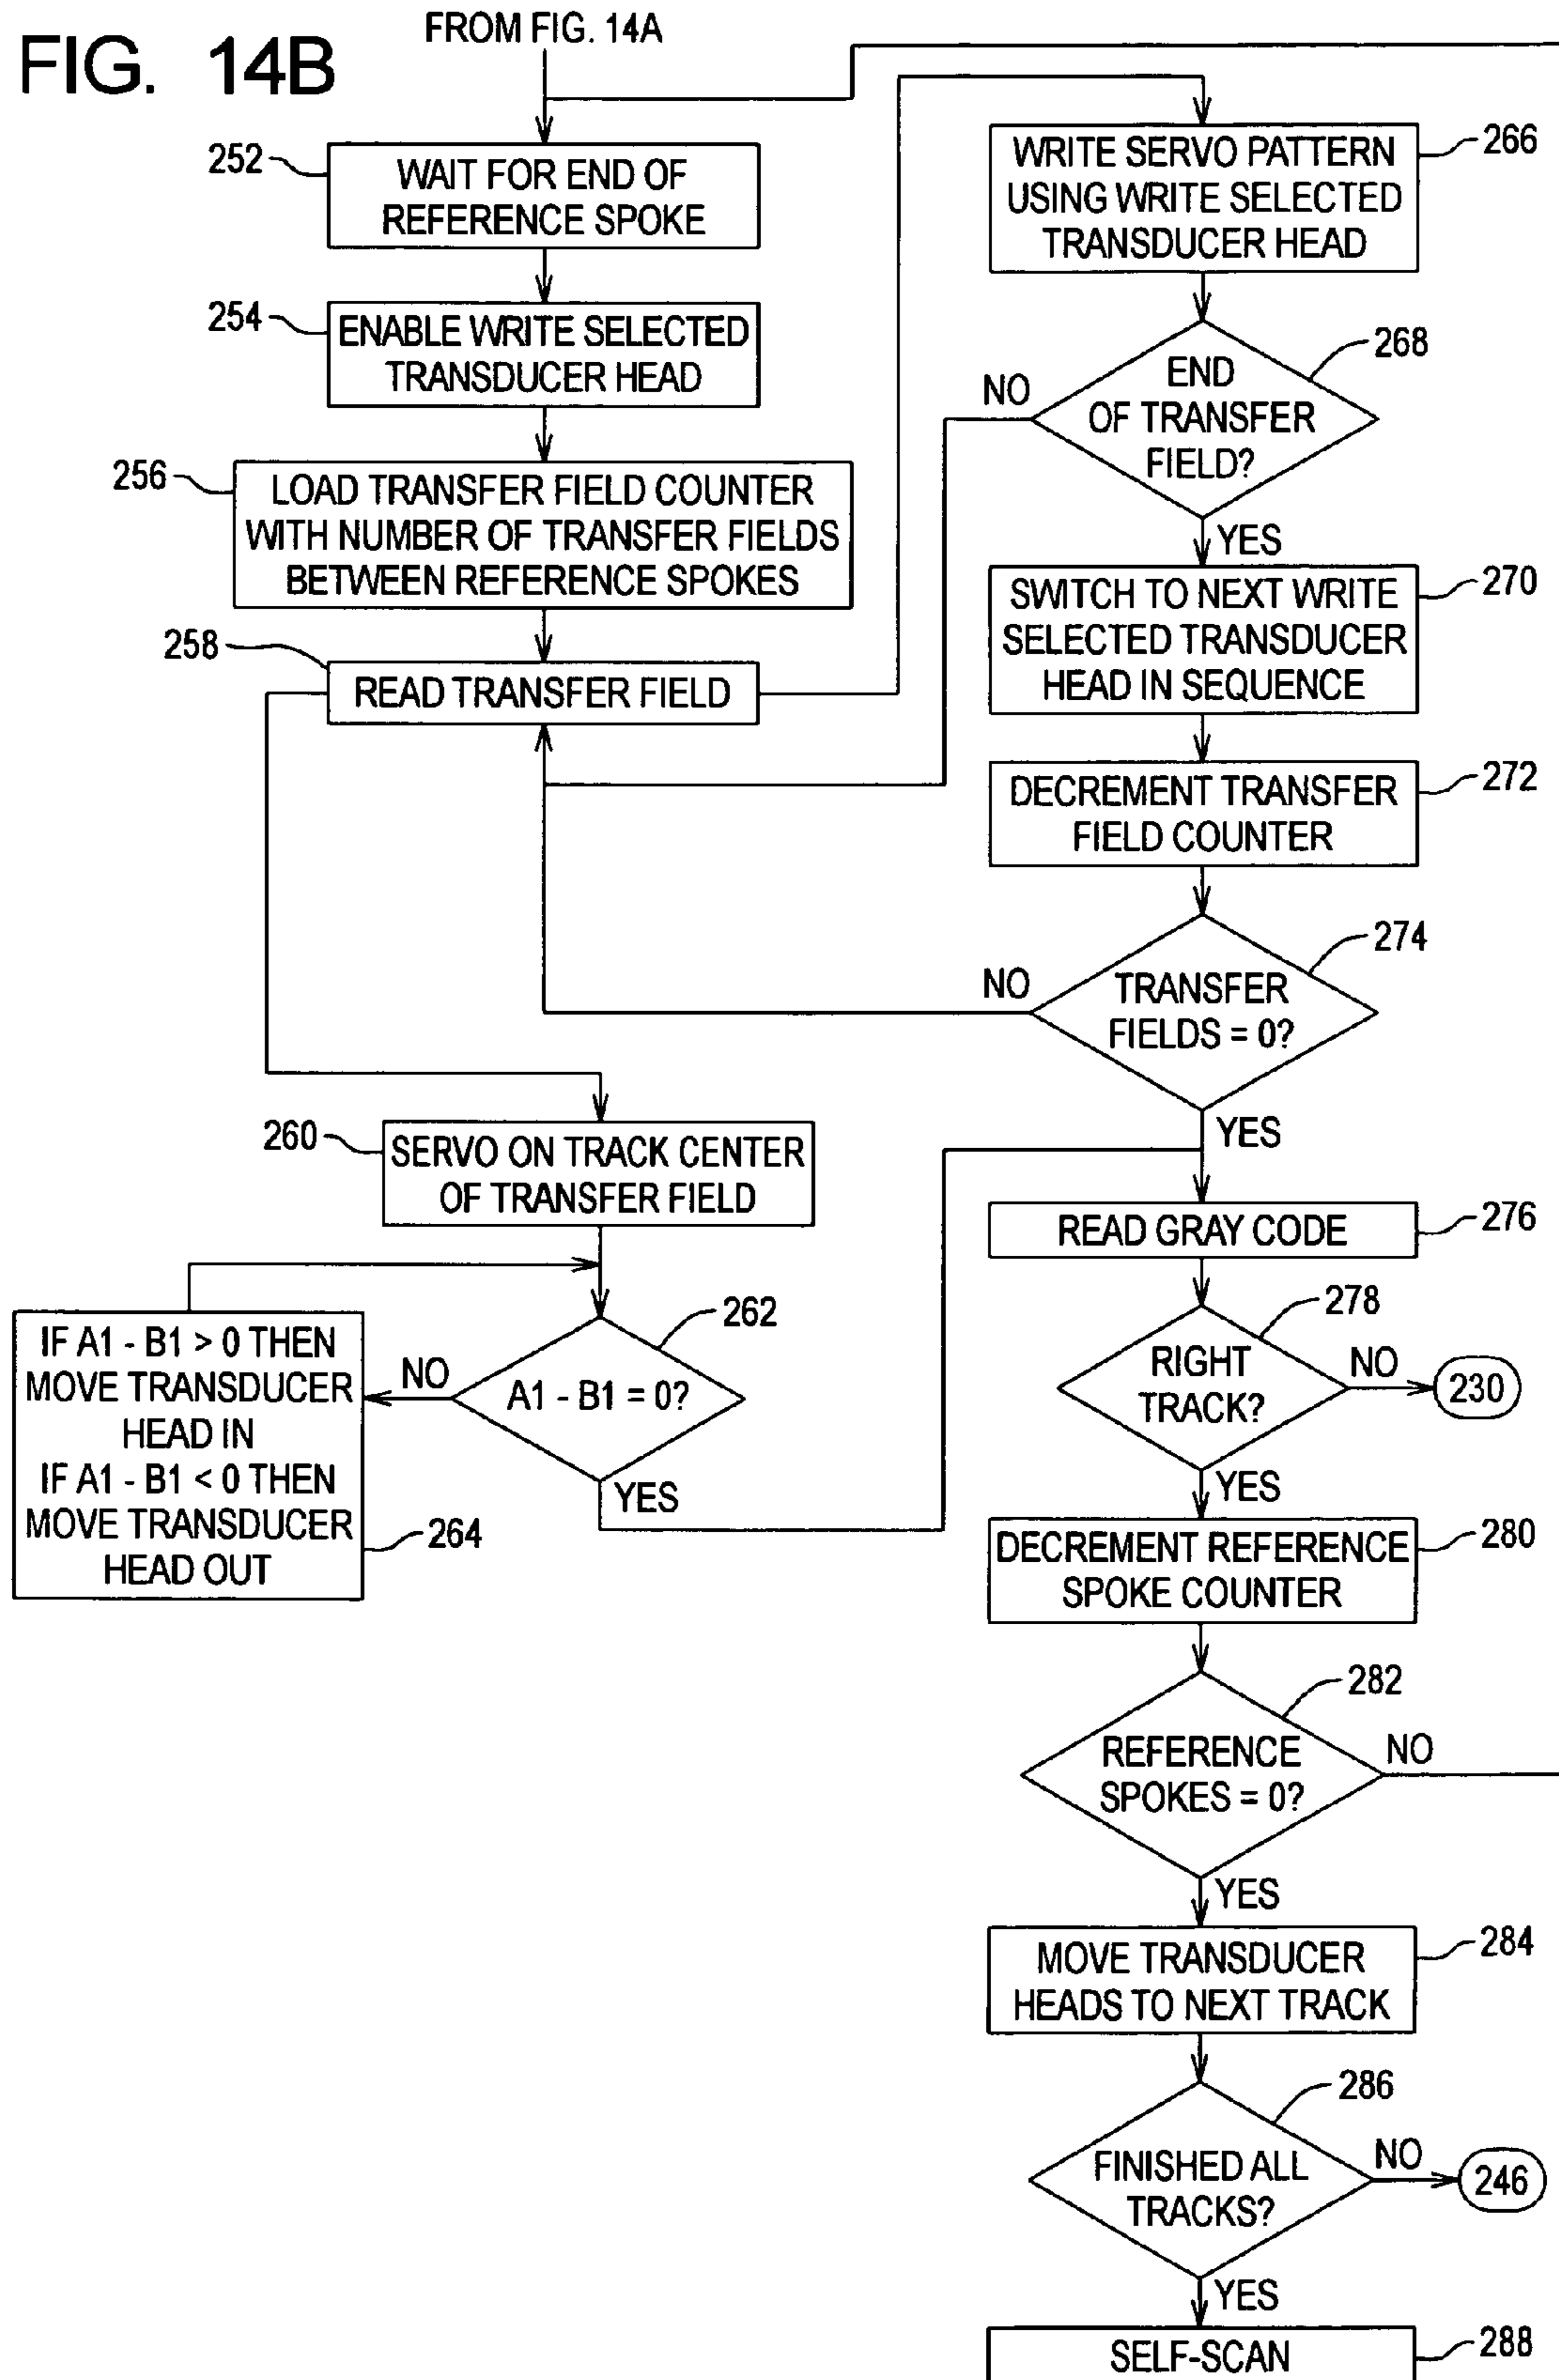 FIG. 14B
FROM FIG. 14A
252
WAIT FOR END OF
REFERENCE SPOKE
254
ENABLE WRITE SELECTED
TRANSDUCER HEAD
256
LOAD TRANSFER FIELD COUNTER
WITH NUMBER OF TRANSFER FIELDS
BETWEEN REFERENCE SPOKES
258
READ TRANSFER FIELD
260
SERVO ON TRACK CENTER
OF TRANSFER FIELD
262
A1 - B1 = 0?
NO
YES
IF A1 - B1 > 0 THEN
MOVE TRANSDUCER
HEAD IN
IF A1 - B1 < 0 THEN
MOVE TRANSDUCER
HEAD OUT
264
WRITE SERVO PATTERN
USING WRITE SELECTED
TRANSDUCER HEAD
266
268
END
OF TRANSFER
FIELD?
NO
YES
SWITCH TO NEXT WRITE
SELECTED TRANSDUCER
HEAD IN SEQUENCE
270
DECREMENT TRANSFER
FIELD COUNTER
272
274
TRANSFER
FIELDS = 0?
NO
YES
READ GRAY CODE
276
278
RIGHT
TRACK?
NO
230
YES
DECREMENT REFERENCE
SPOKE COUNTER
280
282
REFERENCE
SPOKES = 0?
NO
YES
MOVE TRANSDUCER
HEADS TO NEXT TRACK
284
286
FINISHED ALL
TRACKS?
NO
246
YES
SELF-SCAN
288